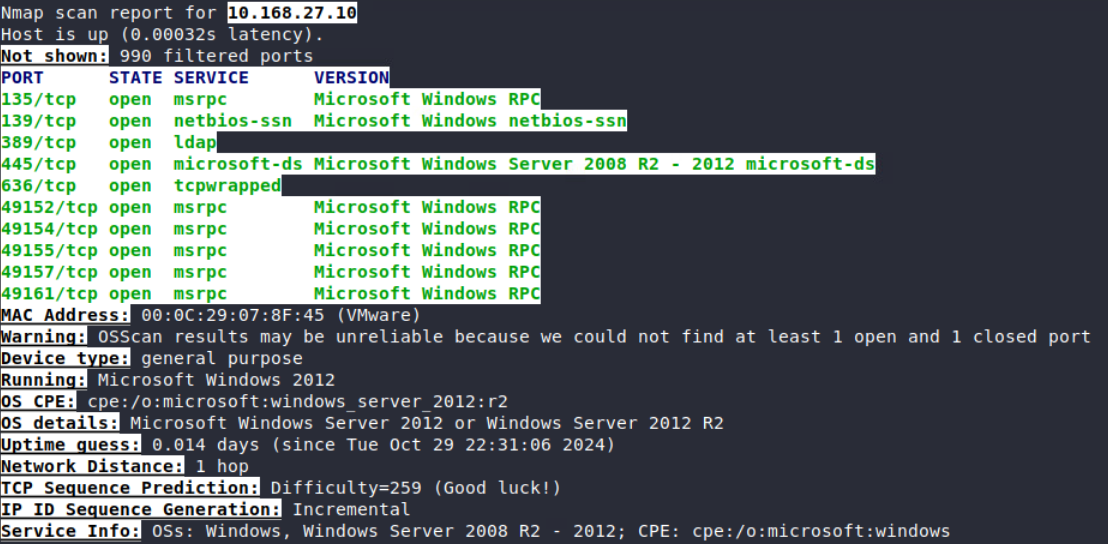 Nmap scan report for 10.168.27.10
Host is up (0.00032s latency).
Not shown: 990 filtered ports
PORT      STATE SERVICE      VERSION
135/tcp   open  msrpc        Microsoft Windows RPC
139/tcp   open  netbios-ssn  Microsoft Windows netbios-ssn
389/tcp   open  ldap
445/tcp   open  microsoft-ds Microsoft Windows Server 2008 R2 - 2012 microsoft-ds
636/tcp   open  tcpwrapped
49152/tcp open  msrpc        Microsoft Windows RPC
49154/tcp open  msrpc        Microsoft Windows RPC
49155/tcp open  msrpc        Microsoft Windows RPC
49157/tcp open  msrpc        Microsoft Windows RPC
49161/tcp open  msrpc        Microsoft Windows RPC
MAC Address: 00:0C:29:07:8F:45 (VMware)
Warning: OSScan results may be unreliable because we could not find at least 1 open and 1 closed port
Device type: general purpose
Running: Microsoft Windows 2012
OS CPE: cpe:/o:microsoft:windows_server_2012:r2
OS details: Microsoft Windows Server 2012 or Windows Server 2012 R2
Uptime guess: 0.014 days (since Tue Oct 29 22:31:06 2024)
Network Distance: 1 hop
TCP Sequence Prediction: Difficulty=259 (Good luck!)
IP ID Sequence Generation: Incremental
Service Info: OSs: Windows, Windows Server 2008 R2 - 2012; CPE: cpe:/o:microsoft:windows